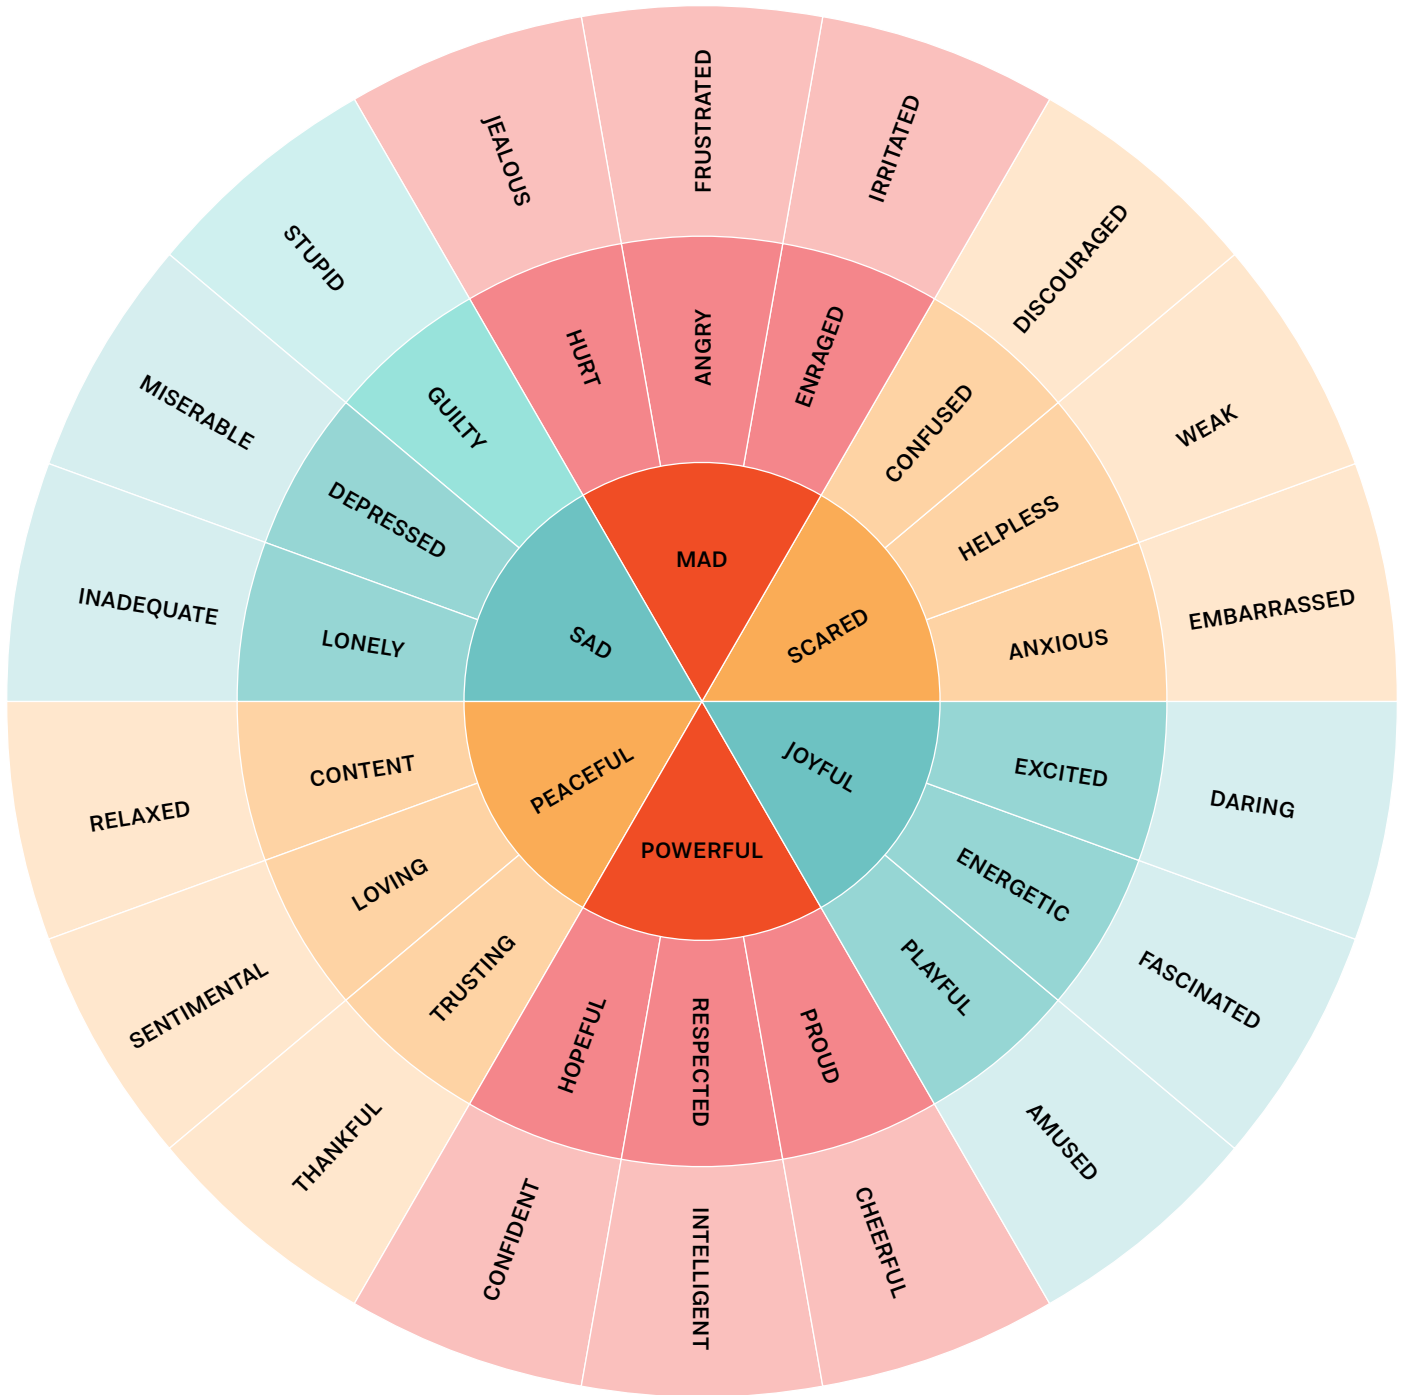 MAD
SCARED
JOYFUL
POWERFUL
PEACEFUL
SAD
HURT
ANGRY
ENRAGED
CONFUSED
HELPLESS
ANXIOUS
EXCITED
ENERGETIC
PLAYFUL
PROUD
RESPECTED
HOPEFUL
TRUSTING
LOVING
CONTENT
LONELY
DEPRESSED
GUILTY
JEALOUS
FRUSTRATED
IRRITATED
DISCOURAGED
WEAK
EMBARRASSED
DARING
FASCINATED
AMUSED
CHEERFUL
INTELLIGENT
CONFIDENT
THANKFUL
SENTIMENTAL
RELAXED
INADEQUATE
MISERABLE
STUPID